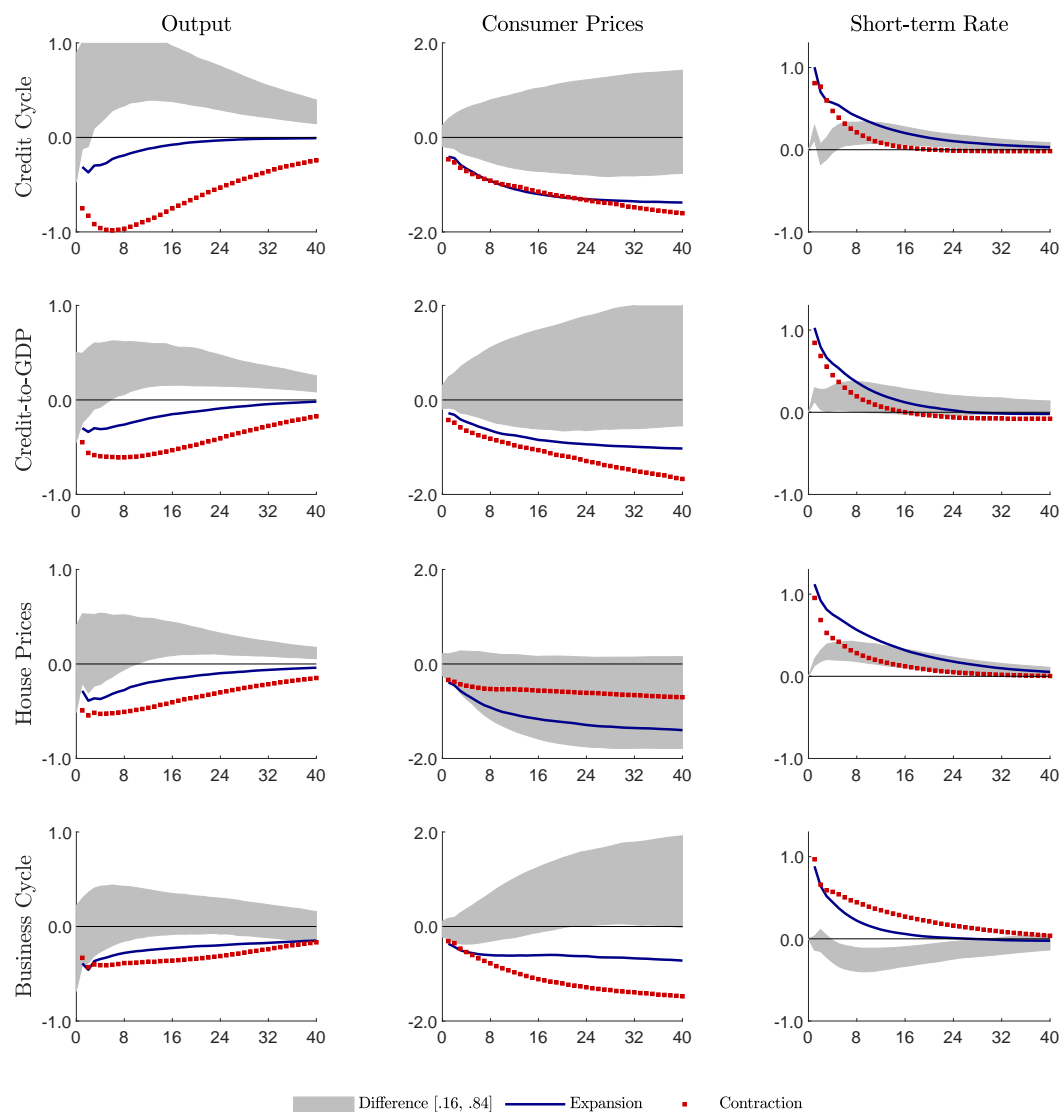 Output Consumer Prices Short-term Rate
Credit Cycle
1.0 2.0 1.0
0.0 0.0 0.0
-1.0 -2.0 -1.0
0 8 16 24 32 40 0 8 16 24 32 40 0 8 16 24 32 40
Credit-to-GDP
1.0 2.0 1.0
0.0 0.0 0.0
-1.0 -2.0 -1.0
0 8 16 24 32 40 0 8 16 24 32 40 0 8 16 24 32 40
House Prices
1.0 2.0 1.0
0.0 0.0 0.0
-1.0 -2.0 -1.0
0 8 16 24 32 40 0 8 16 24 32 40 0 8 16 24 32 40
Business Cycle
1.0 2.0 1.0
0.0 0.0 0.0
-1.0 -2.0 -1.0
0 8 16 24 32 40 0 8 16 24 32 40 0 8 16 24 32 40
Difference [.16, .84] Expansion Contraction